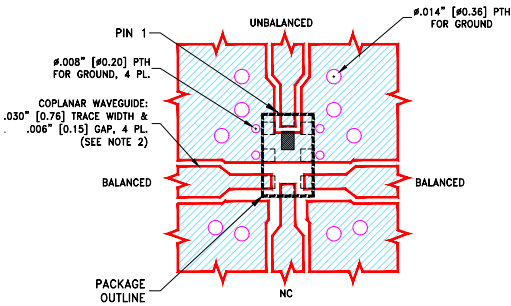 UNBALANCED
PIN 1
ø.014" [ø0.36] PTH
FOR GROUND
ø.008" [ø0.20] PTH
FOR GROUND, 4 PL.
COPLANAR WAVEGUIDE:
.030" [0.76] TRACE WIDTH &
.006" [0.15] GAP, 4 PL.
(SEE NOTE 2)
BALANCED
BALANCED
PACKAGE
OUTLINE
NC